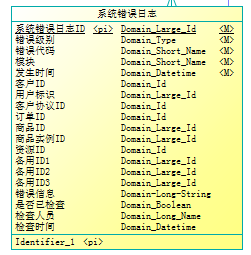 系统错误日志
系统错误日志ID <pi> Domain_Large_Id <M>
错误级别 Domain_Type <M>
错误代码 Domain_Short_Name <M>
模块 Domain_Short_Name <M>
发生时间 Domain_Datetime <M>
客户ID Domain_Id
用户标识 Domain_Large_Id
客户协议ID Domain_Id
订单ID Domain_Id
商品ID Domain_Large_Id
商品实例ID Domain_Large_Id
资源ID Domain_Id
备用ID1 Domain_Large_Id
备用ID2 Domain_Large_Id
备用ID3 Domain_Large_Id
错误信息 Domain-Long-String
是否已检查 Domain_Boolean
检查人员 Domain_Long_Name
检查时间 Domain_Datetime
Identifier_1 <pi>